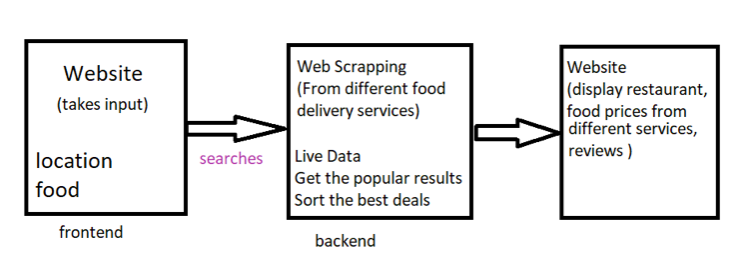 Website
(takes input)
location
food
frontend
searches
Web Scrapping
(From different food
delivery services)
Live Data
Get the popular results
Sort the best deals
backend
Website
(display restaurant,
food prices from
different services,
reviews )